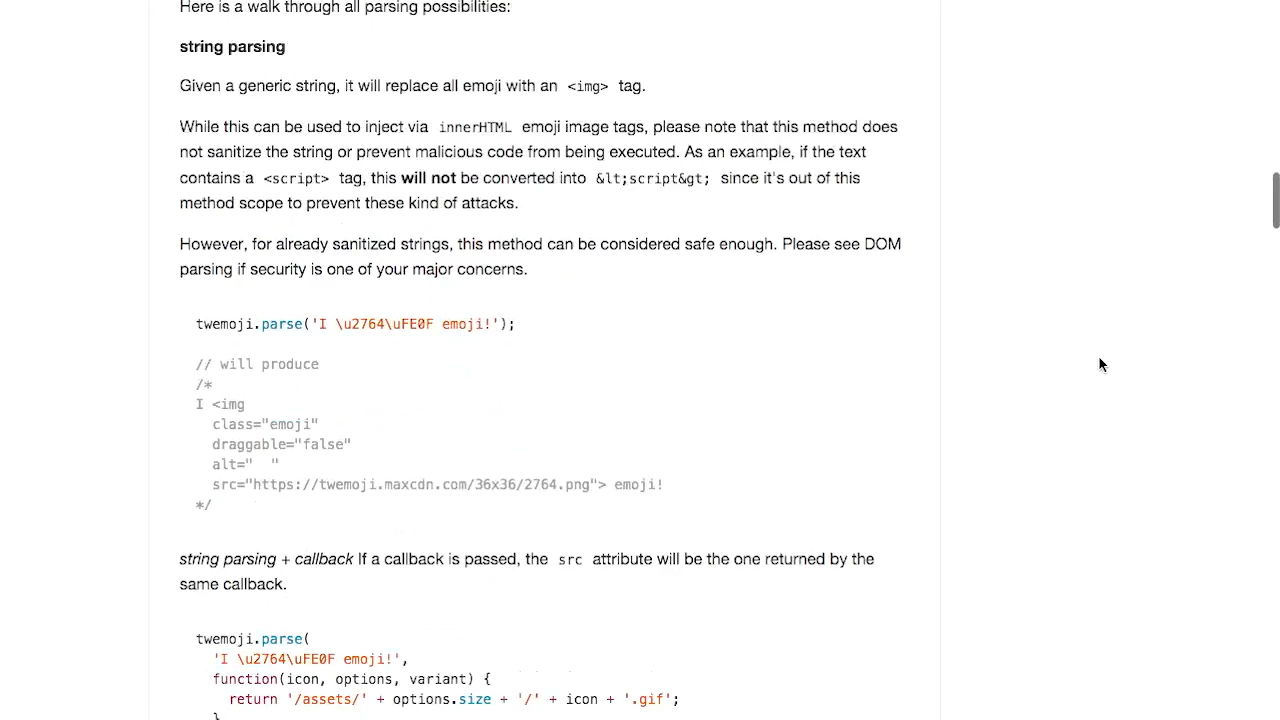 Here is a walk through all parsing possibilities:
string parsing
Given a generic string, it will replace all emoji with an <img> tag.
While this can be used to inject via innerHTML emoji image tags, please note that this method does
not sanitize the string or prevent malicious code from being executed. As an example, if the text
contains a <script> tag, this will not be converted into &lt;script&gt; since it's out of this
method scope to prevent these kind of attacks.
However, for already sanitized strings, this method can be considered safe enough. Please see DOM
parsing if security is one of your major concerns.
twemoji.parse('I \u2764\uFE0F emoji!');
// will produce
/*
I <img
class="emoji"
draggable="false"
alt="  "
src="https://twemoji.maxcdn.com/36x36/2764.png"> emoji!
*/
string parsing + callback If a callback is passed, the src attribute will be the one returned by the
same callback.
twemoji.parse(
'I \u2764\uFE0F emoji!',
function(icon, options, variant) {
return '/assets/' + options.size + '/' + icon + '.gif';
}